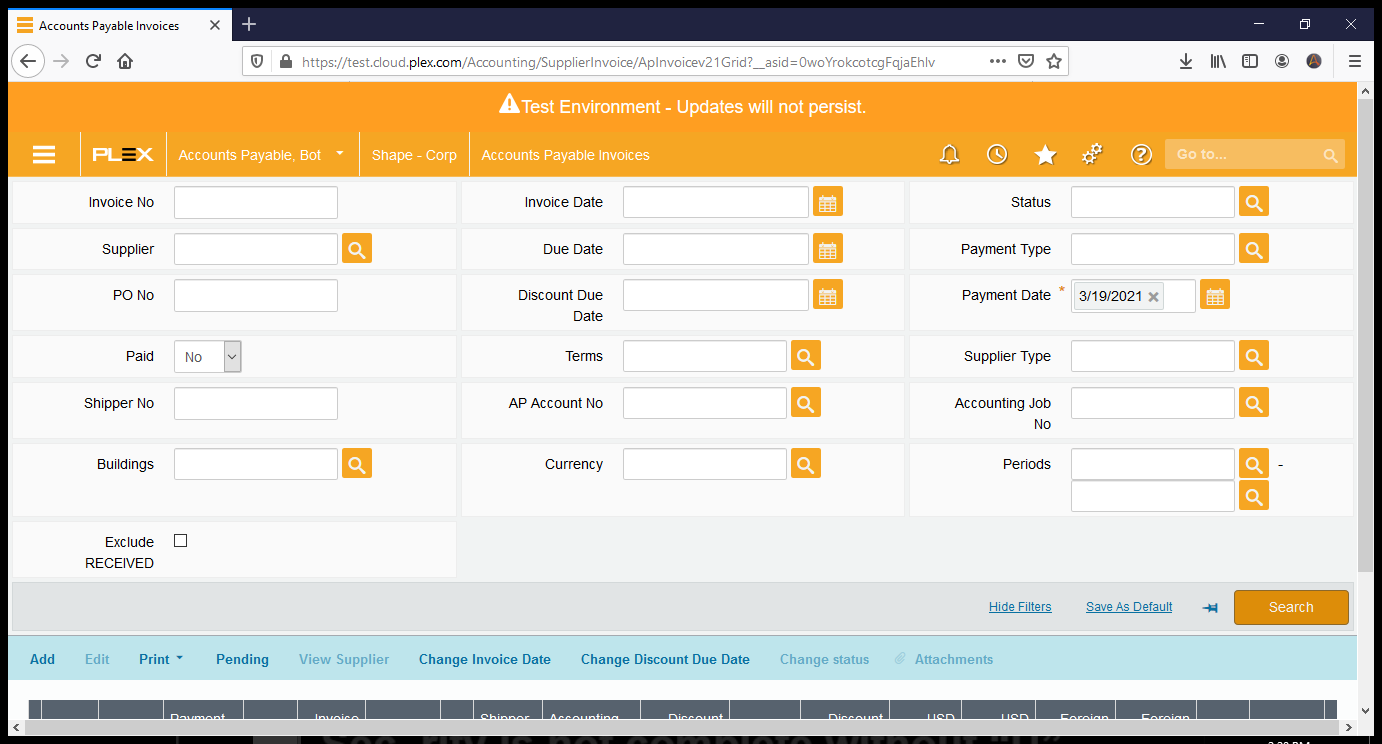 Accounts Payable Invoices
https://test.cloud.plex.com/Accounting/SupplierInvoice/ApInvoicev21Grid?__asid=0woYrokcotcgFqjaEhlv
Test Environment - Updates will not persist.
PLEX Accounts Payable, Bot Shape - Corp Accounts Payable Invoices Go to...
Invoice No Invoice Date Status
Supplier Due Date Payment Type
PO No Discount Due Date Payment Date * 3/19/2021
Paid No Terms Supplier Type
Shipper No AP Account No Accounting Job No
Buildings Currency Periods -
Exclude RECEIVED
Hide Filters Save As Default Search
Add Edit Print Pending View Supplier Change Invoice Date Change Discount Due Date Change status Attachments
Payment Invoice Shipper Accounting Discount Discount USD USD Foreign Foreign